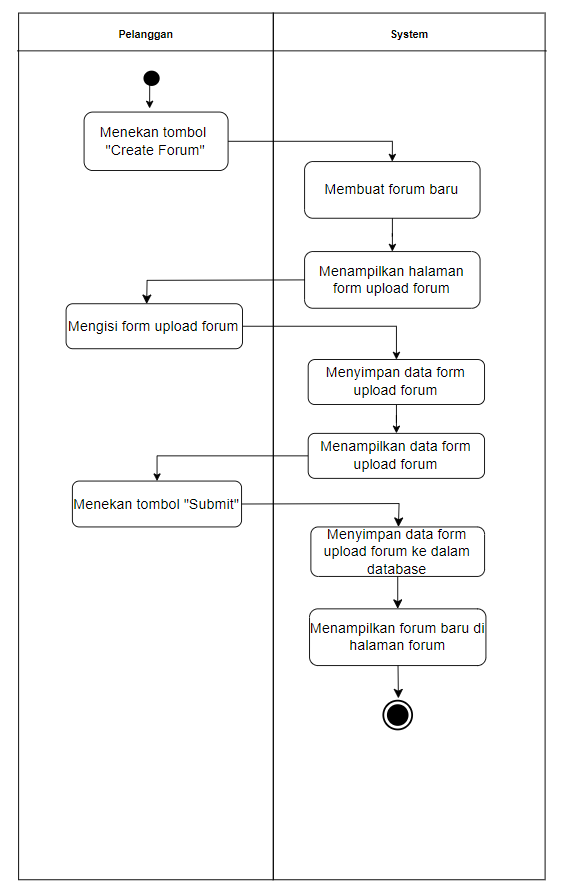 Pelanggan
System
Menekan tombol
"Create Forum"
Membuat forum baru
Menampilkan halaman
form upload forum
Mengisi form upload forum
Menyimpan data form
upload forum
Menampilkan data form
upload forum
Menekan tombol "Submit"
Menyimpan data form
upload forum ke dalam
database
Menampilkan forum baru di
halaman forum